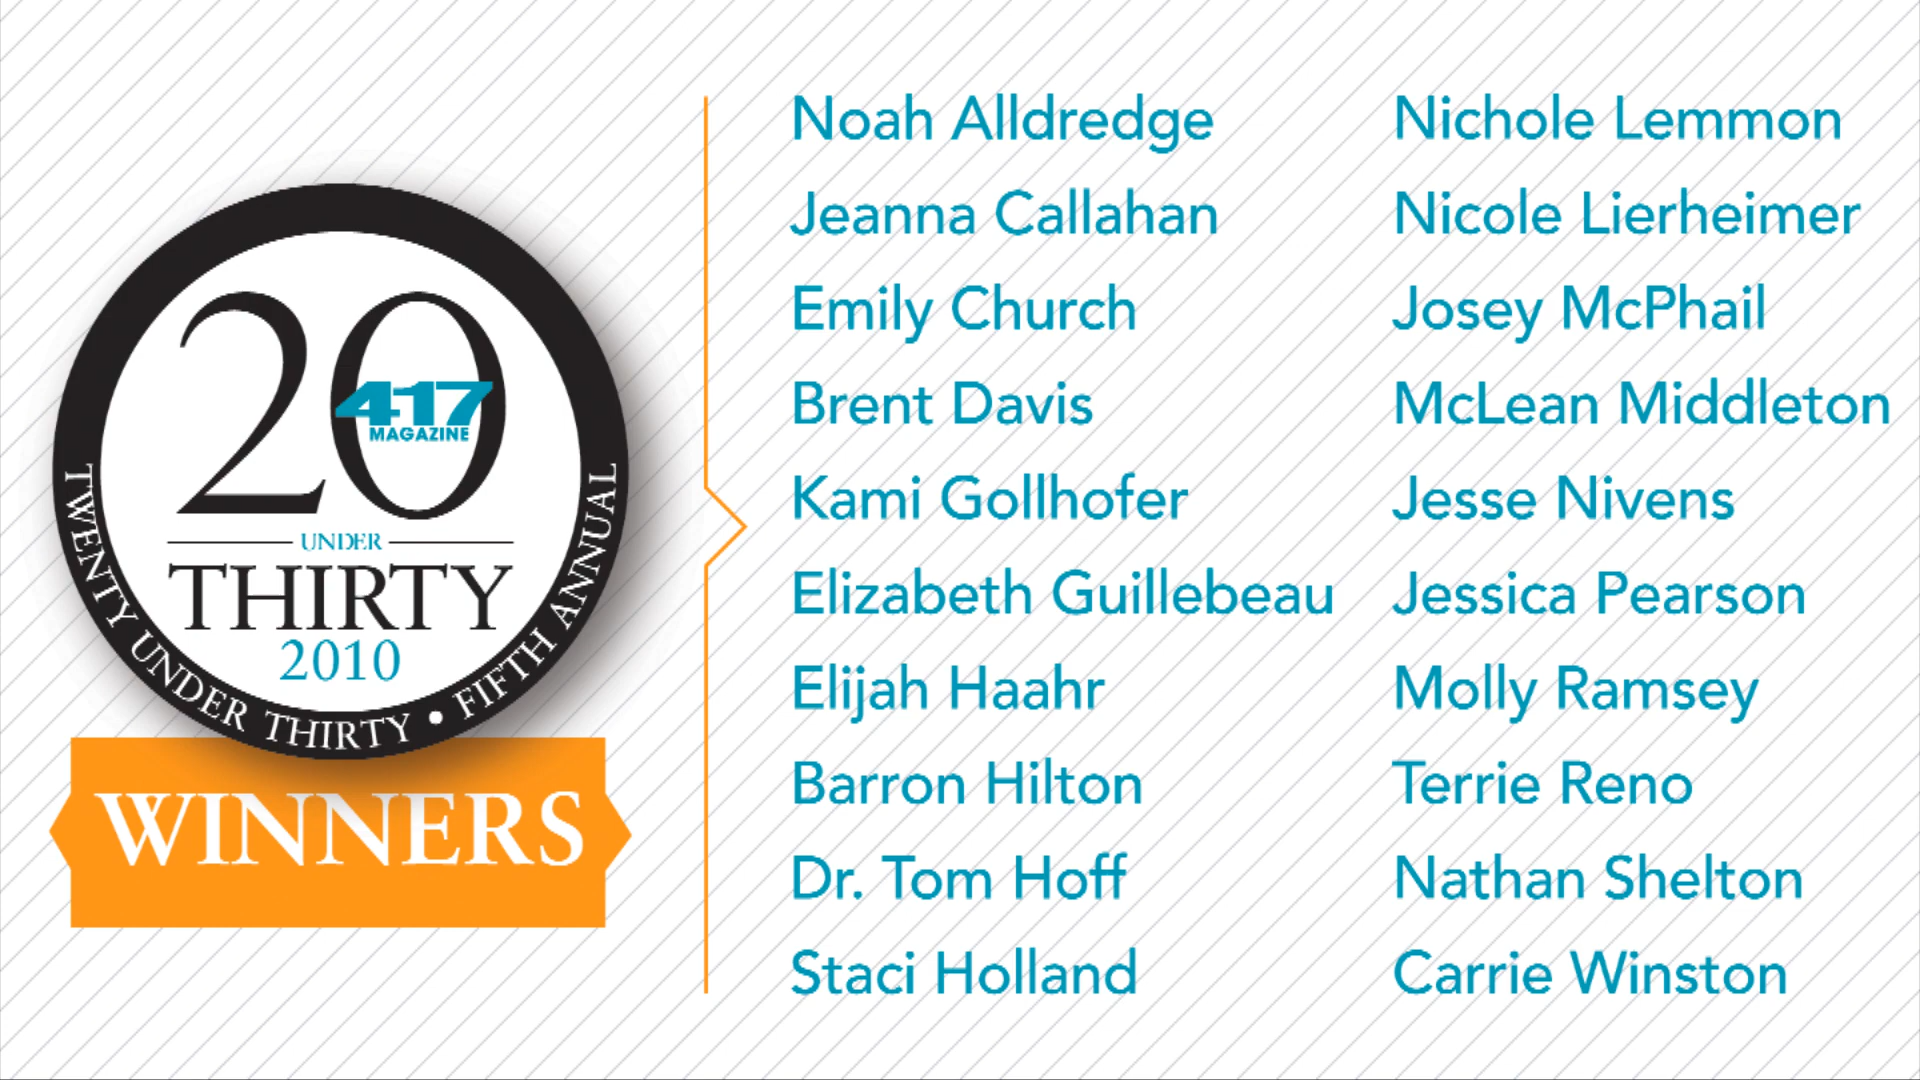 20
417
MAGAZINE
UNDER
THIRTY
2010
TWENTY UNDER THIRTY • FIFTH ANNUAL
WINNERS
Noah Alldredge
Jeanna Callahan
Emily Church
Brent Davis
Kami Gollhofer
Elizabeth Guillebeau
Elijah Haahr
Barron Hilton
Dr. Tom Hoff
Staci Holland
Nichole Lemmon
Nicole Lierheimer
Josey McPhail
McLean Middleton
Jesse Nivens
Jessica Pearson
Molly Ramsey
Terrie Reno
Nathan Shelton
Carrie Winston